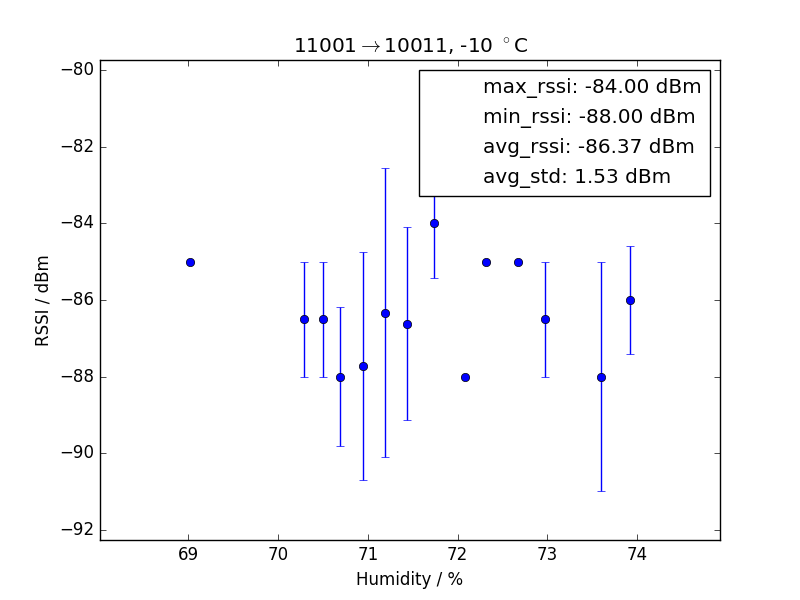 11001→10011, -10 °C
max_rssi: -84.00 dBm
min_rssi: -88.00 dBm
avg_rssi: -86.37 dBm
avg_std: 1.53 dBm
RSSI / dBm
−80
−82
−84
−86
−88
−90
−92
69 70 71 72 73 74
Humidity / %